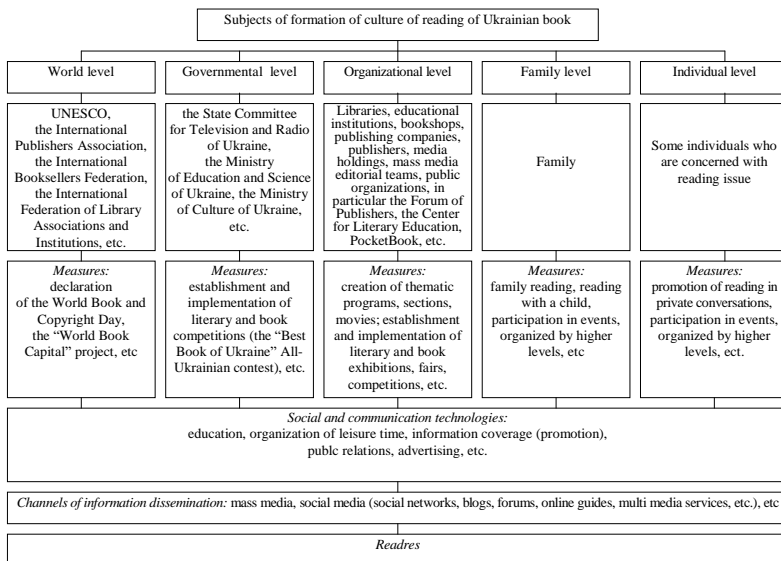 Subjects of formation of culture of reading of Ukrainian book
World level
Governmental level
Organizational level
Family level
Individual level
UNESCO,
the International
Publishers Association,
the International
Booksellers Federation,
the International
Federation of Library
Associations and
Institutions, etc.
the State Committee
for Television and Radio
of Ukraine,
the Ministry
of Education and Science
of Ukraine, the Ministry
of Culture of Ukraine,
etc.
Libraries, educational
institutions, bookshops,
publishing companies,
publishers, media
holdings, mass media
editorial teams, public
organizations, in
particular the Forum of
Publishers, the Center
for Literary Education,
PocketBook, etc.
Family
Some individuals who
are concerned with
reading issue
Measures:
declaration
of the World Book and
Copyright Day,
the “World Book
Capital” project, etc
Measures:
establishment and
implementation of
literary and book
competitions (the “Best
Book of Ukraine” All-
Ukrainian contest), etc.
Measures:
creation of thematic
programs, sections,
movies; establishment
and implementation of
literary and book
exhibitions, fairs,
competitions, etc.
Measures:
family reading, reading
with a child,
participation in events,
organized by higher
levels, etc
Measures:
promotion of reading in
private conversations,
participation in events,
organized by higher
levels, ect.
Social and communication technologies:
education, organization of leisure time, information coverage (promotion),
publc relations, advertising, etc.
Channels of information dissemination: mass media, social media (social networks, blogs, forums, online guides, multi media services, etc.), etc
Readres